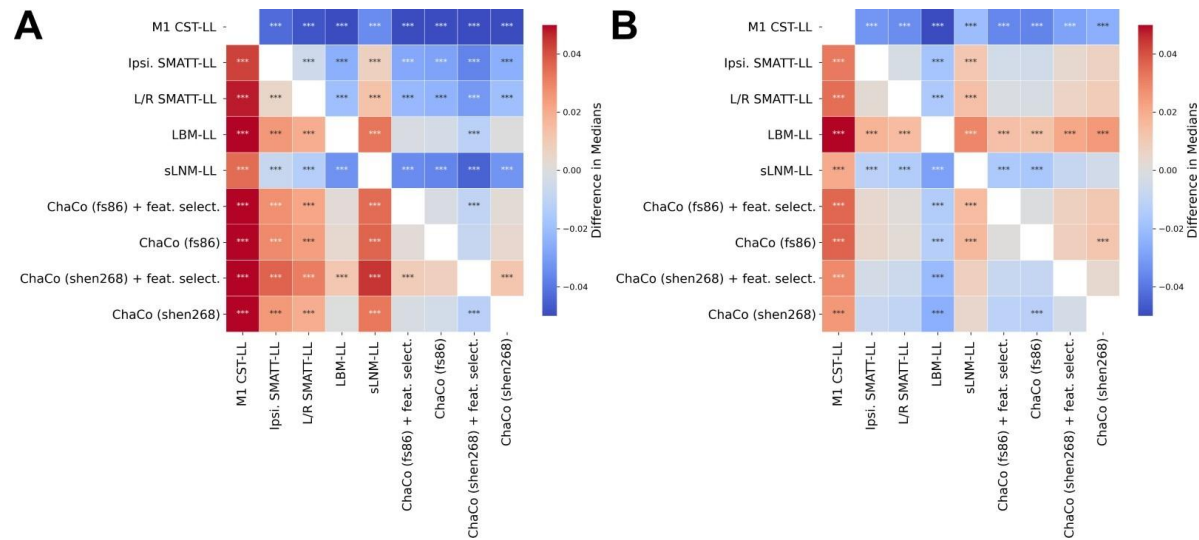 A
M1 CST-LL
*** *** *** *** *** *** *** ***
Ipsi. SMATT-LL
*** *** *** *** *** *** *** ***
L/R SMATT-LL
*** *** *** *** *** *** *** ***
LBM-LL
*** *** *** *** ***
sLNM-LL
*** *** *** *** *** *** *** ***
ChaCo (fs86) + feat. select.
*** *** *** *** ***
ChaCo (fs86)
*** *** *** ***
ChaCo (shen268) + feat. select.
*** *** *** *** *** *** ***
ChaCo (shen268)
*** *** *** *** ***
M1 CST-LL
Ipsi. SMATT-LL
L/R SMATT-LL
LBM-LL
sLNM-LL
ChaCo (fs86) + feat. select.
ChaCo (fs86)
ChaCo (shen268) + feat. select.
ChaCo (shen268)
0.04
0.02
0.00
−0.02
−0.04
Difference in Medians
B
M1 CST-LL
*** *** *** *** *** *** *** ***
Ipsi. SMATT-LL
*** *** ***
L/R SMATT-LL
*** *** ***
LBM-LL
*** *** *** *** *** *** *** ***
sLNM-LL
*** *** *** *** *** ***
ChaCo (fs86) + feat. select.
*** *** ***
ChaCo (fs86)
*** *** *** ***
ChaCo (shen268) + feat. select.
*** ***
ChaCo (shen268)
*** *** ***
M1 CST-LL
Ipsi. SMATT-LL
L/R SMATT-LL
LBM-LL
sLNM-LL
ChaCo (fs86) + feat. select.
ChaCo (fs86)
ChaCo (shen268) + feat. select.
ChaCo (shen268)
0.04
0.02
0.00
−0.02
−0.04
Difference in Medians